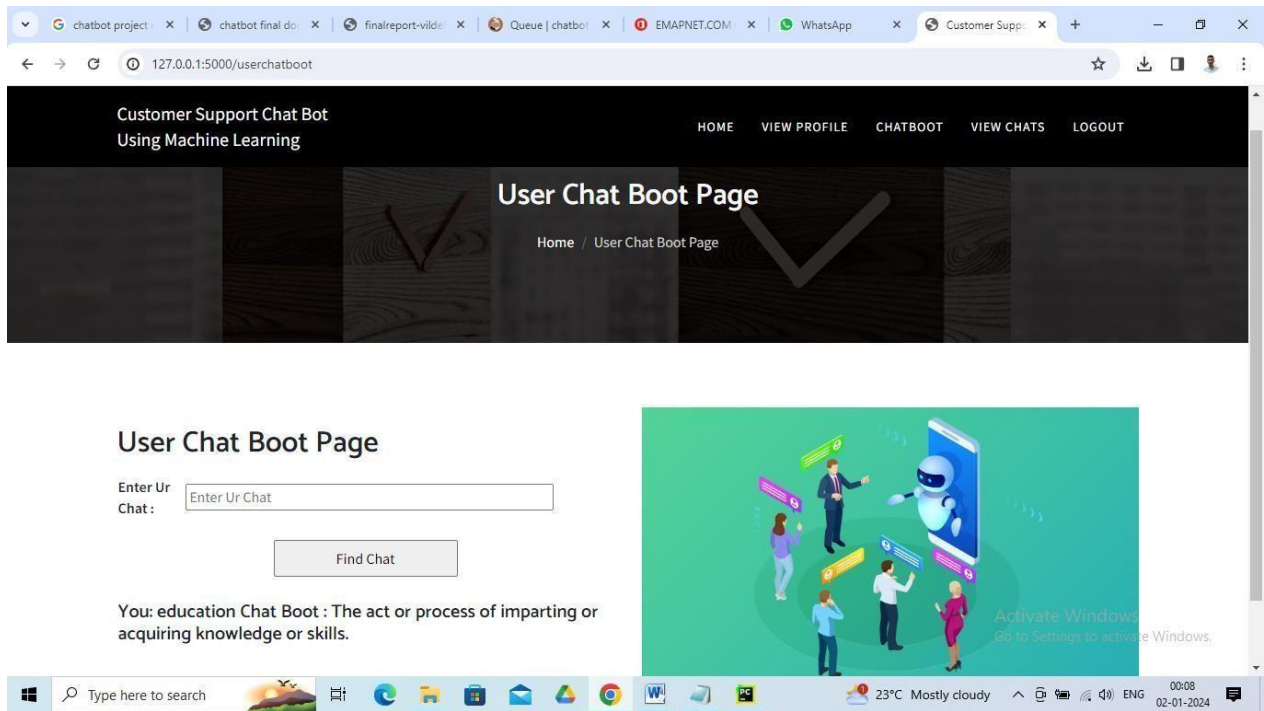 chatbot project
chatbot final do
finalreport-vilde
Queue | chatbot
EMAPNET.COM
WhatsApp
Customer Suppo
127.0.0.1:5000/userchatboot
Customer Support Chat Bot
Using Machine Learning
HOME VIEW PROFILE CHATBOOT VIEW CHATS LOGOUT
User Chat Boot Page
Home / User Chat Boot Page
User Chat Boot Page
Enter Ur
Chat :
Enter Ur Chat
Find Chat
You: education Chat Boot : The act or process of imparting or
acquiring knowledge or skills.
Activate Windows
Go to Settings to activate Windows.
Type here to search
23°C Mostly cloudy
ENG
00:08
02-01-2024